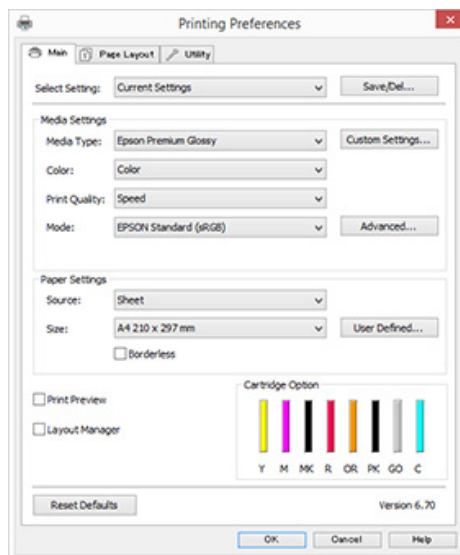 Printing Preferences
Main Page Layout Utility
Select Setting: Current Settings Save/Del...
Media Settings
Media Type: Epson Premium Glossy Custom Settings...
Color: Color
Print Quality: Speed
Mode: EPSON Standard (sRGB) Advanced...
Paper Settings
Source: Sheet
Size: A4 210 x 297 mm User Defined...
Borderless
Print Preview
Layout Manager
Cartridge Option
Y M MK R OR PK GO C
Reset Defaults Version 6.70
OK Cancel Help